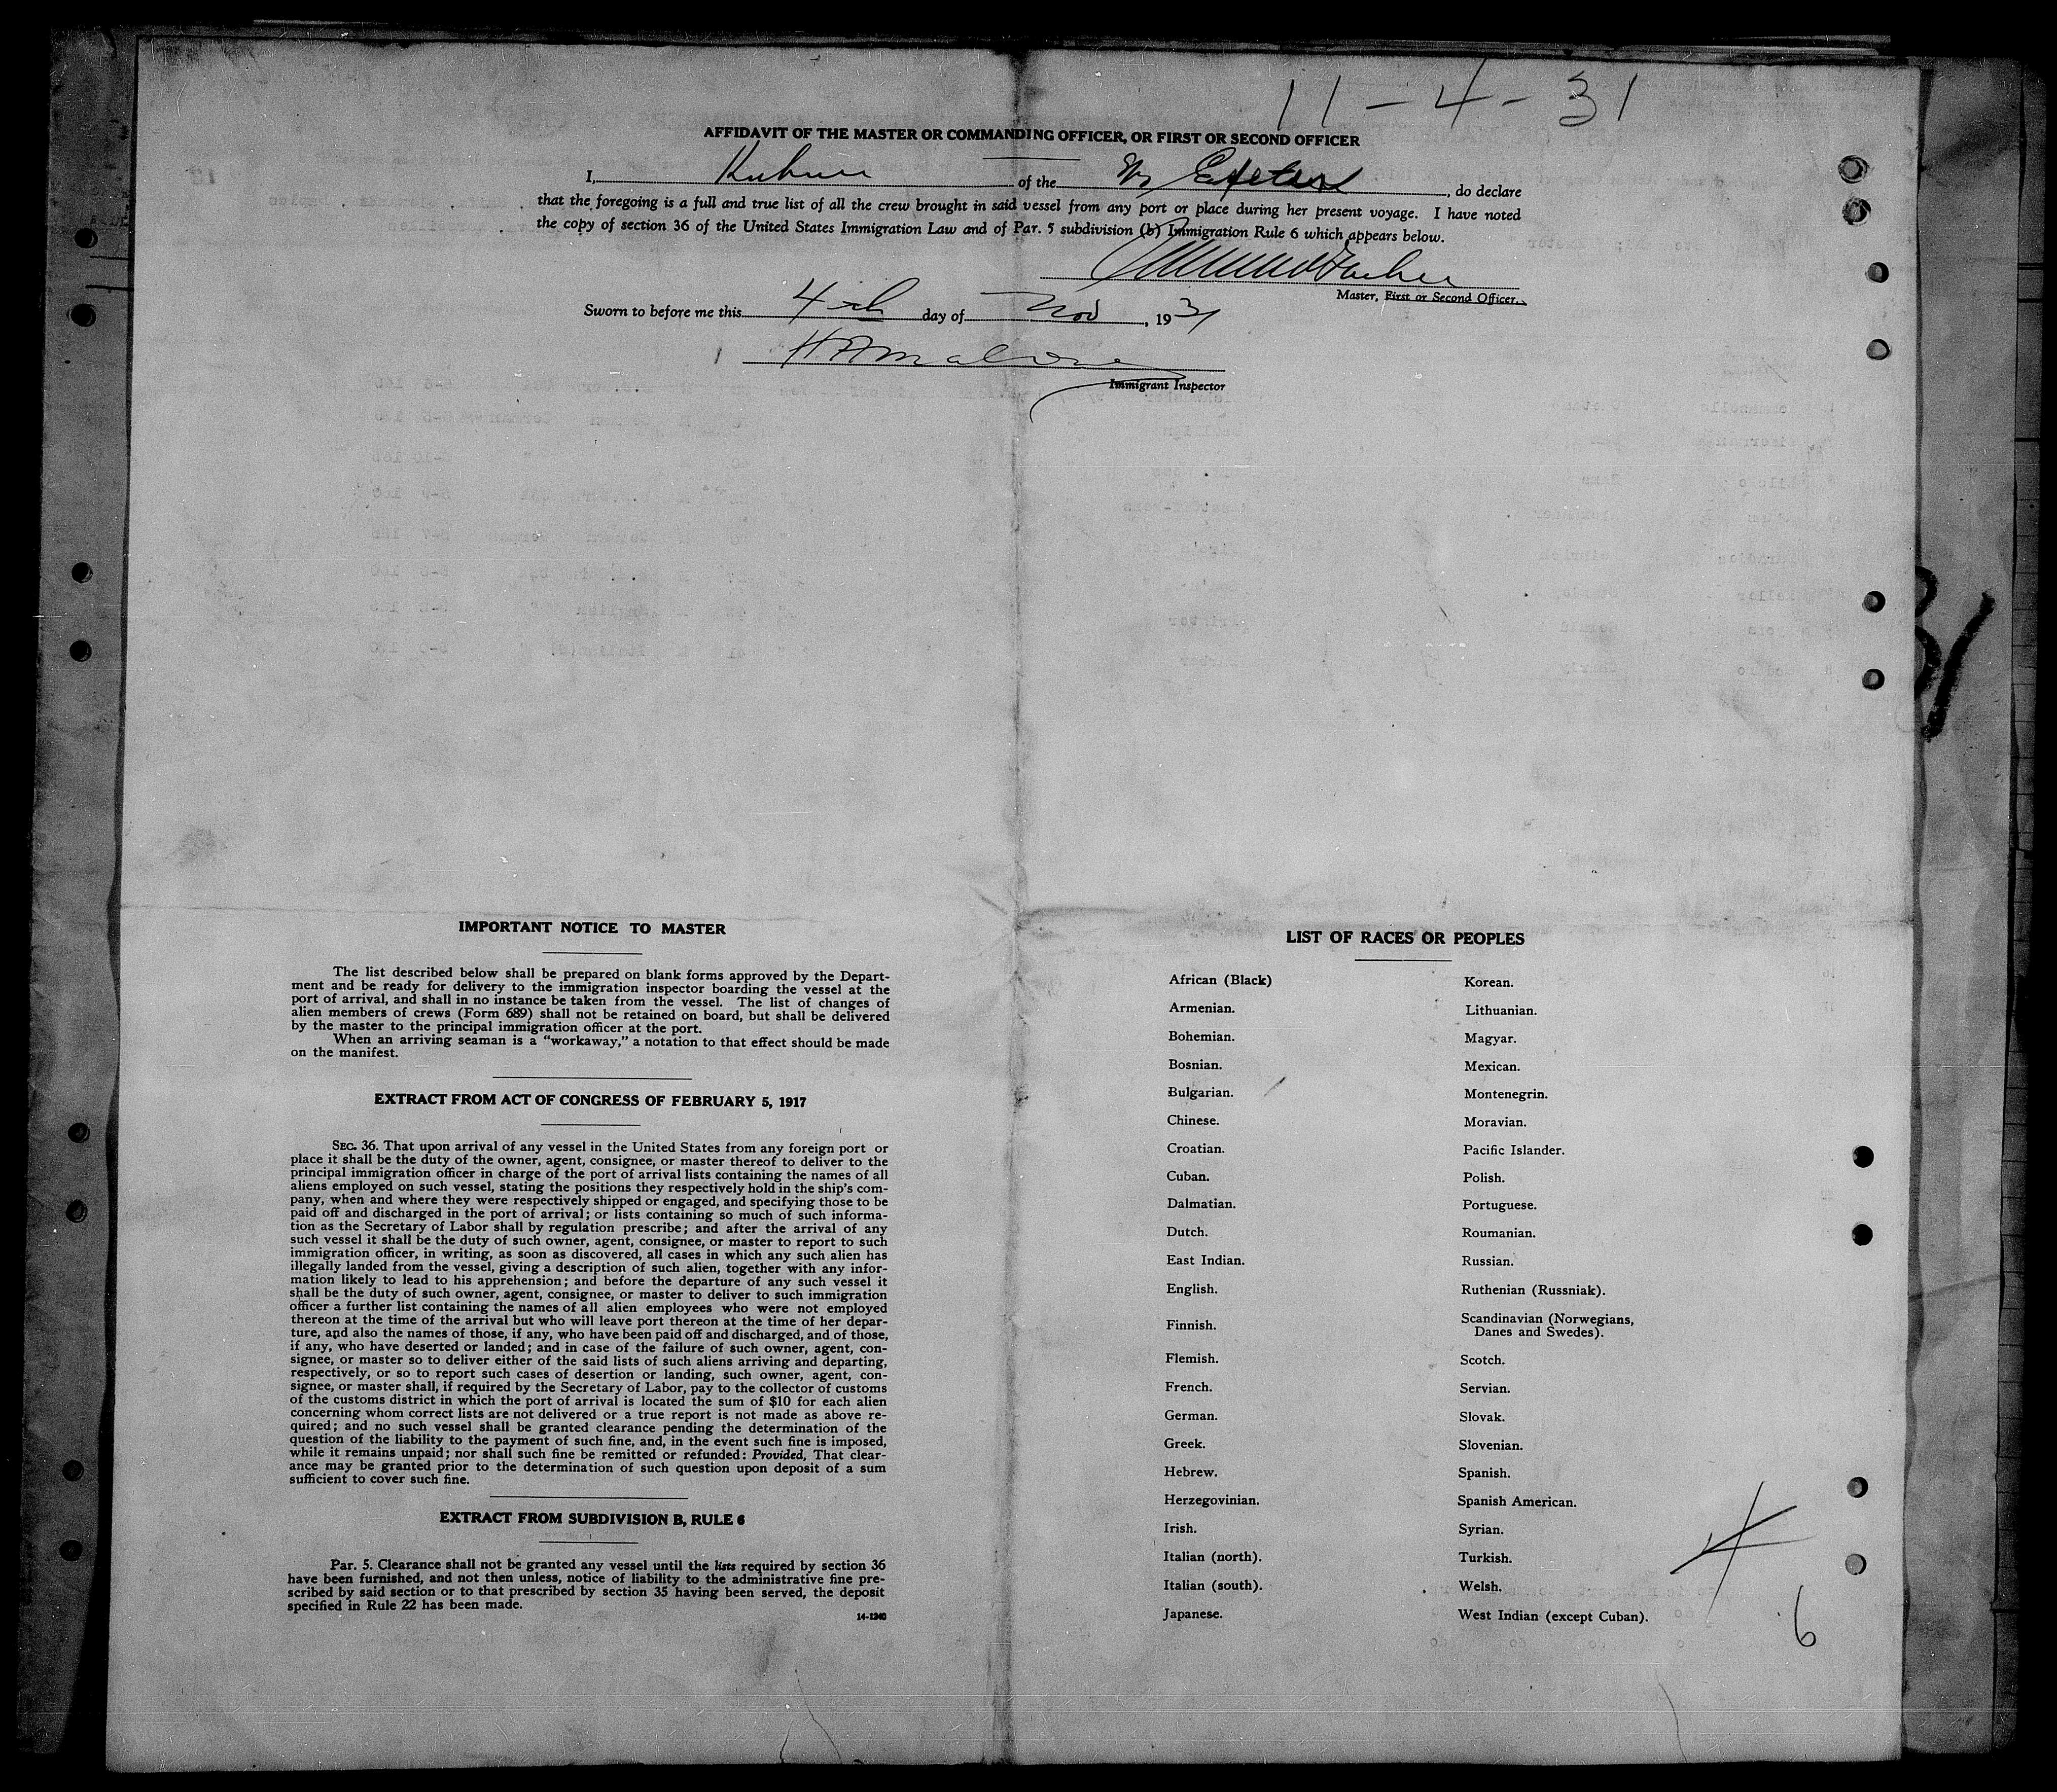 11-4-31
AFFIDAVIT OF THE MASTER OR COMMANDING OFFICER, OR FIRST OR SECOND OFFICER
I, of the Exeter, do declare
that the foregoing is a full and true list of all the crew brought in said vessel from any port or place during her present voyage. I have noted
the copy of section 36 of the United States Immigration Law and of Par. 5 subdivision (b) Immigration Rule 6 which appears below.
Master, First or Second Officer.
Sworn to before me this 4th day of Nov, 1931
Immigrant Inspector
IMPORTANT NOTICE TO MASTER
The list described below shall be prepared on blank forms approved by the Depart-
ment and be ready for delivery to the immigration inspector boarding the vessel at the
port of arrival, and shall in no instance be taken from the vessel. The list of changes of
alien members of crews (Form 689) shall not be retained on board, but shall be delivered
by the master to the principal immigration officer at the port.
When an arriving seaman is a "workaway," a notation to that effect should be made
on the manifest.
EXTRACT FROM ACT OF CONGRESS OF FEBRUARY 5, 1917
SEC. 36. That upon arrival of any vessel in the United States from any foreign port or
place it shall be the duty of the owner, agent, consignee, or master thereof to deliver to the
principal immigration officer in charge of the port of arrival lists containing the names of all
aliens employed on such vessel, stating the positions they respectively hold in the ship's com-
pany, when and where they were respectively shipped or engaged, and specifying those to be
paid off and discharged in the port of arrival; or lists containing so much of such informa-
tion as the Secretary of Labor shall by regulation prescribe; and after the arrival of any
such vessel it shall be the duty of such owner, agent, consignee, or master to report to such
immigration officer, in writing, as soon as discovered, all cases in which any such alien has
illegally landed from the vessel, giving a description of such alien, together with any infor-
mation likely to lead to his apprehension; and before the departure of any such vessel it
shall be the duty of such owner, agent, consignee, or master to deliver to such immigration
officer a further list containing the names of all alien employees who were not employed
thereon at the time of the arrival but who will leave port thereon at the time of her depar-
ture, and also the names of those, if any, who have been paid off and discharged, and of those,
if any, who have deserted or landed; and in case of the failure of such owner, agent, con-
signee, or master so to deliver either of the said lists of such aliens arriving and departing,
respectively, or so to report such cases of desertion or landing, such owner, agent, con-
signee, or master shall, if required by the Secretary of Labor, pay to the collector of customs
of the customs district in which the port of arrival is located the sum of $10 for each alien
concerning whom correct lists are not delivered or a true report is not made as above re-
quired; and no such vessel shall be granted clearance pending the determination of the
question of the liability to the payment of such fine, and, in the event such fine is imposed,
while it remains unpaid; nor shall such fine be remitted or refunded: Provided, That clear-
ance may be granted prior to the determination of such question upon deposit of a sum
sufficient to cover such fine.
EXTRACT FROM SUBDIVISION B, RULE 6
Par. 5. Clearance shall not be granted any vessel until the lists required by section 36
have been furnished, and not then unless, notice of liability to the administrative fine pre-
scribed by said section or to that prescribed by section 35 having been served, the deposit
specified in Rule 22 has been made.
14-1240
LIST OF RACES OR PEOPLES
African (Black)
Armenian.
Bohemian.
Bosnian.
Bulgarian.
Chinese.
Croatian.
Cuban.
Dalmatian.
Dutch.
East Indian.
English.
Finnish.
Flemish.
French.
German.
Greek.
Hebrew.
Herzegovinian.
Irish.
Italian (north).
Italian (south).
Japanese.
Korean.
Lithuanian.
Magyar.
Mexican.
Montenegrin.
Moravian.
Pacific Islander.
Polish.
Portuguese.
Roumanian.
Russian.
Ruthenian (Russniak).
Scandinavian (Norwegians,
Danes and Swedes).
Scotch.
Servian.
Slovak.
Slovenian.
Spanish.
Spanish American.
Syrian.
Turkish.
Welsh.
West Indian (except Cuban).
6